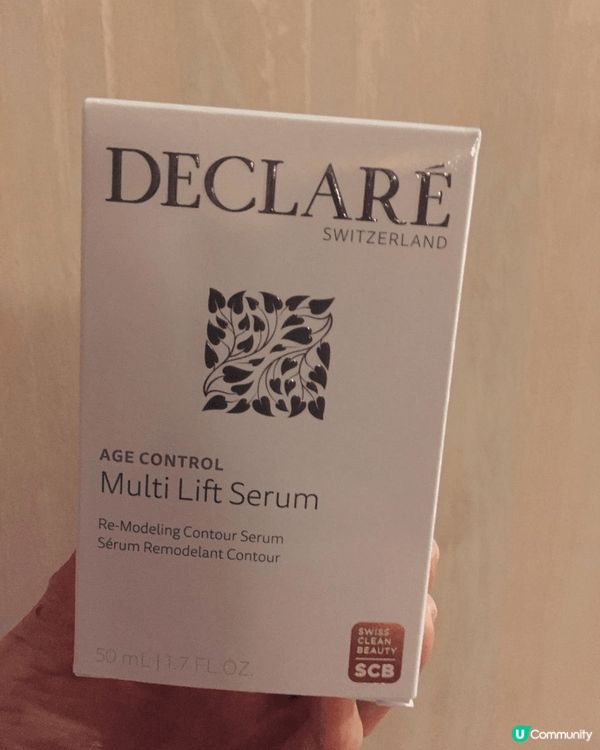 DECLARÉ
SWITZERLAND
AGE CONTROL
Multi Lift Serum
Re-Modeling Contour Serum
Sérum Remodelant Contour
50 mL | 1.7 FL.OZ.
SWISS
CLEAN
BEAUTY
SCB
U Community